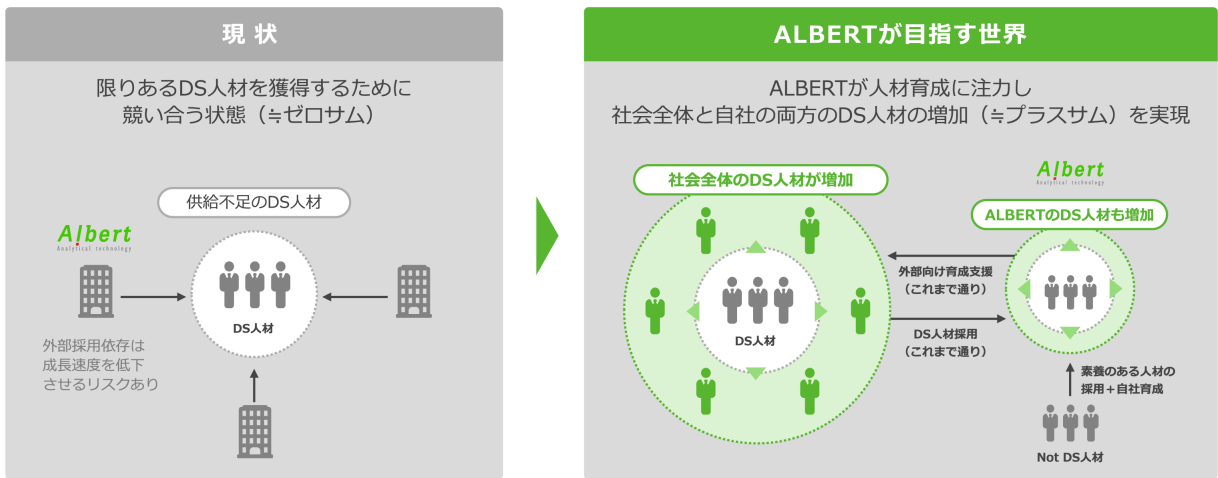 現 状
限りあるDS人材を獲得するために
競い合う状態（≒ゼロサム）
供給不足のDS人材
Albert
Analytical technology
DS人材
外部採用依存は
成長速度を低下
させるリスクあり
ALBERTが目指す世界
ALBERTが人材育成に注力し
社会全体と自社の両方のDS人材の増加（≒プラスサム）を実現
社会全体のDS人材が増加
Albert
Analytical technology
ALBERTのDS人材も増加
外部向け育成支援
（これまで通り）
DS人材
DS人材採用
（これまで通り）
素養のある人材の
採用＋自社育成
Not DS人材